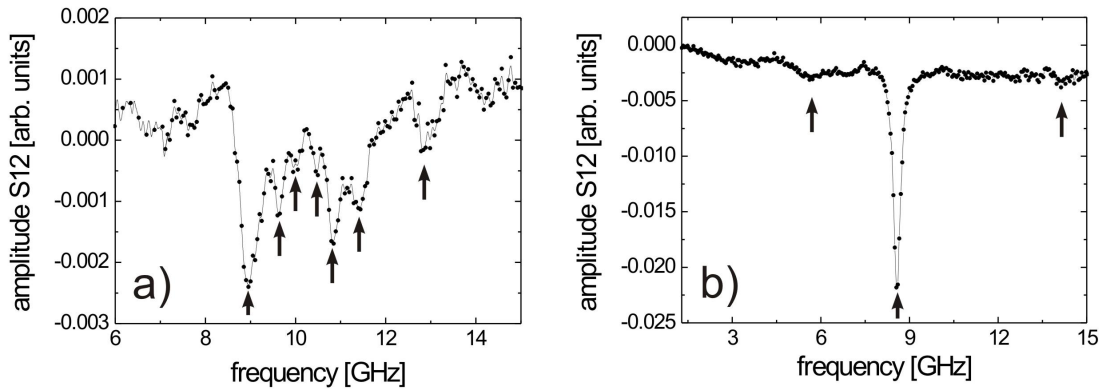 0.002
0.001
0.000
-0.001
-0.002
-0.003
amplitude S12 [arb. units]
a)
6 8 10 12 14
frequency [GHz]
0.000
-0.005
-0.010
-0.015
-0.020
-0.025
amplitude S12 [arb. units]
b)
3 6 9 12 15
frequency [GHz]